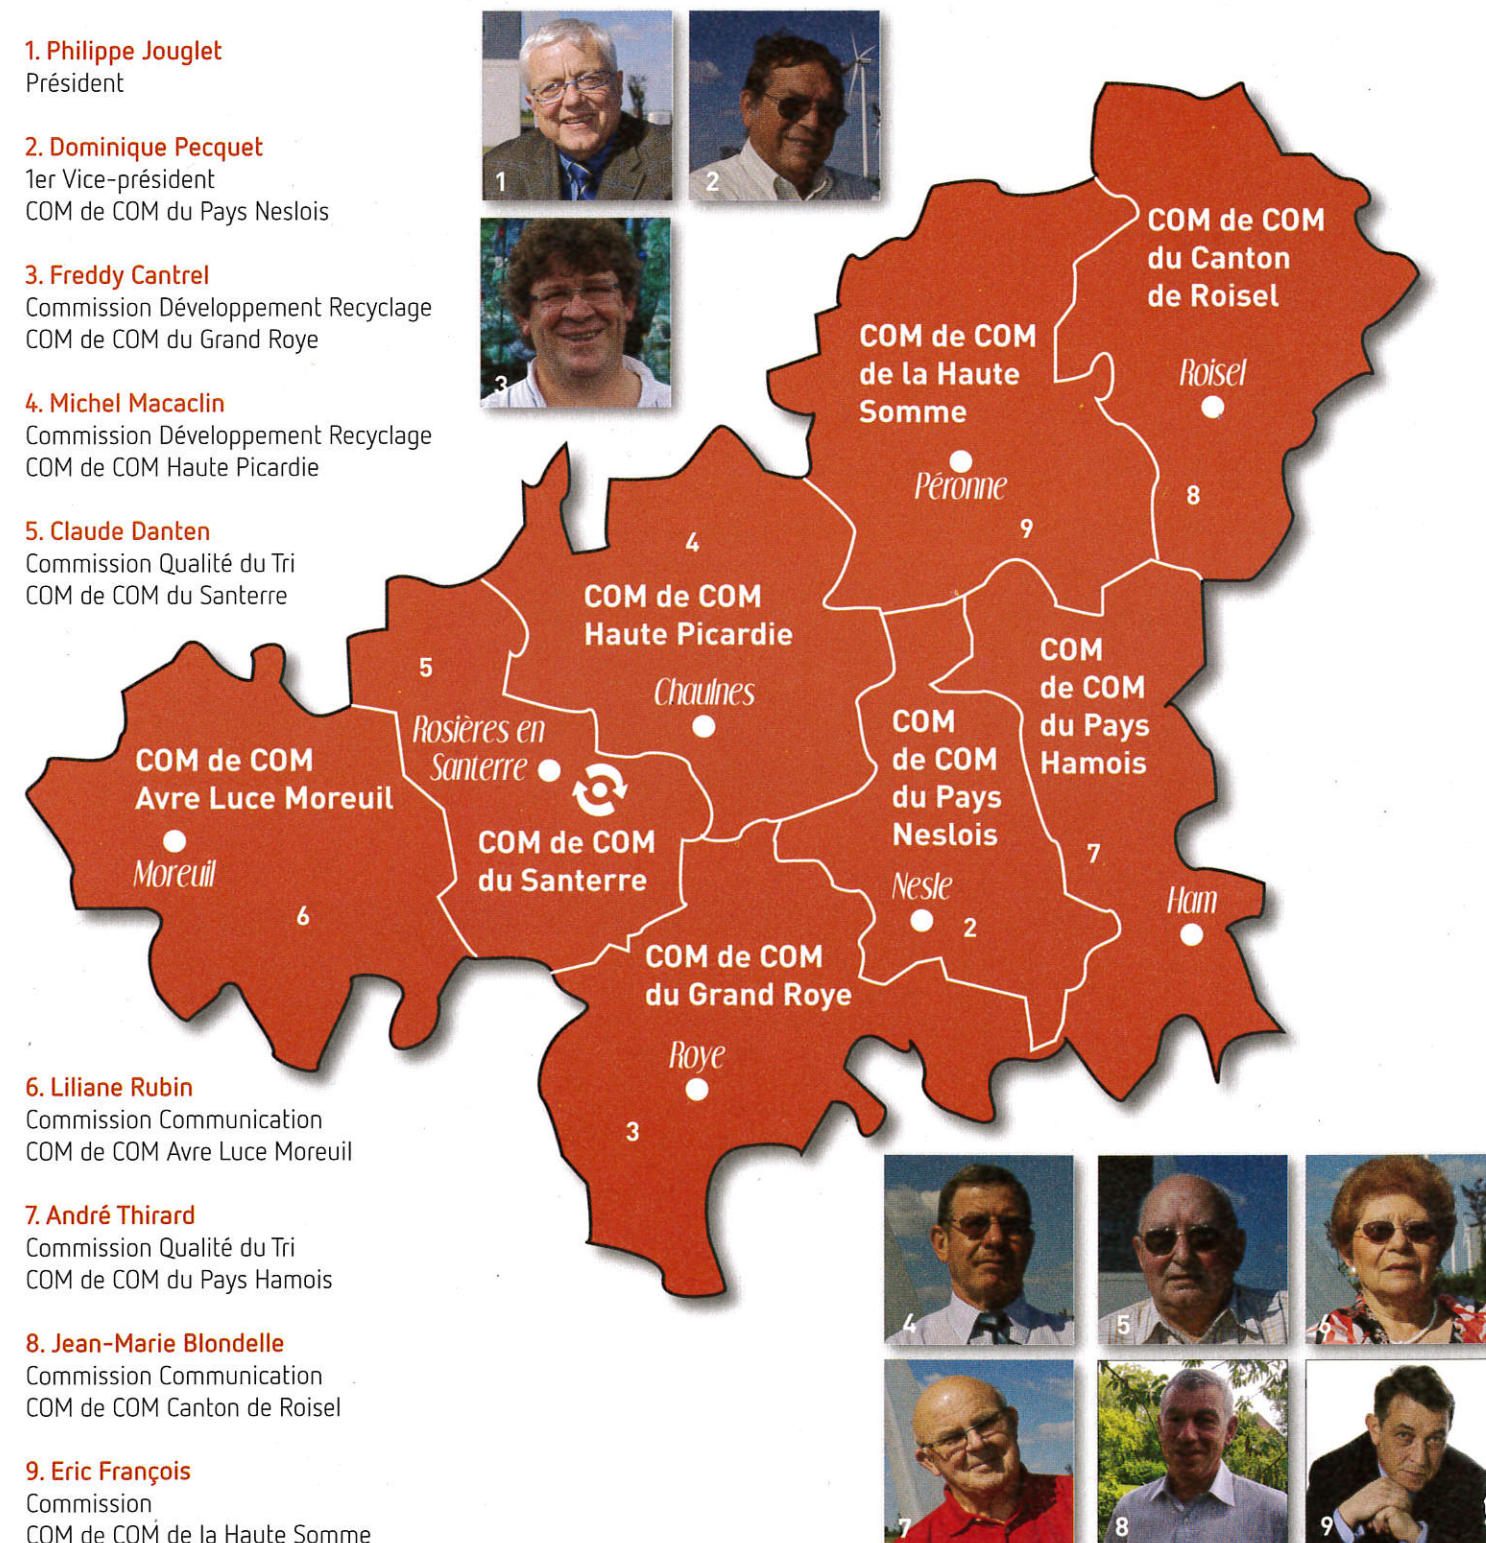 1. Philippe Jouglet
Président
2. Dominique Pecquet
1er Vice-président
COM de COM du Pays Neslois
3. Freddy Cantrel
Commission Développement Recyclage
COM de COM du Grand Roye
4. Michel Macaclin
Commission Développement Recyclage
COM de COM Haute Picardie
5. Claude Danten
Commission Qualité du Tri
COM de COM du Santerre
6. Liliane Rubin
Commission Communication
COM de COM Avre Luce Moreuil
7. André Thirard
Commission Qualité du Tri
COM de COM du Pays Hamois
8. Jean-Marie Blondelle
Commission Communication
COM de COM Canton de Roisel
9. Eric François
Commission
COM de COM de la Haute Somme
1
2
3
COM de COM
du Canton
de Roisel
Roisel
8
COM de COM
de la Haute
Somme
Péronne
9
4
COM de COM
Haute Picardie
Chaulnes
5
Rosières en
Santerre
COM de COM
du Santerre
COM de COM
Avre Luce Moreuil
Moreuil
6
COM
de COM
du Pays
Hamois
7
Ham
COM
de COM
du Pays
Neslois
Nesle
2
COM de COM
du Grand Roye
Roye
3
4
5
6
7
8
9